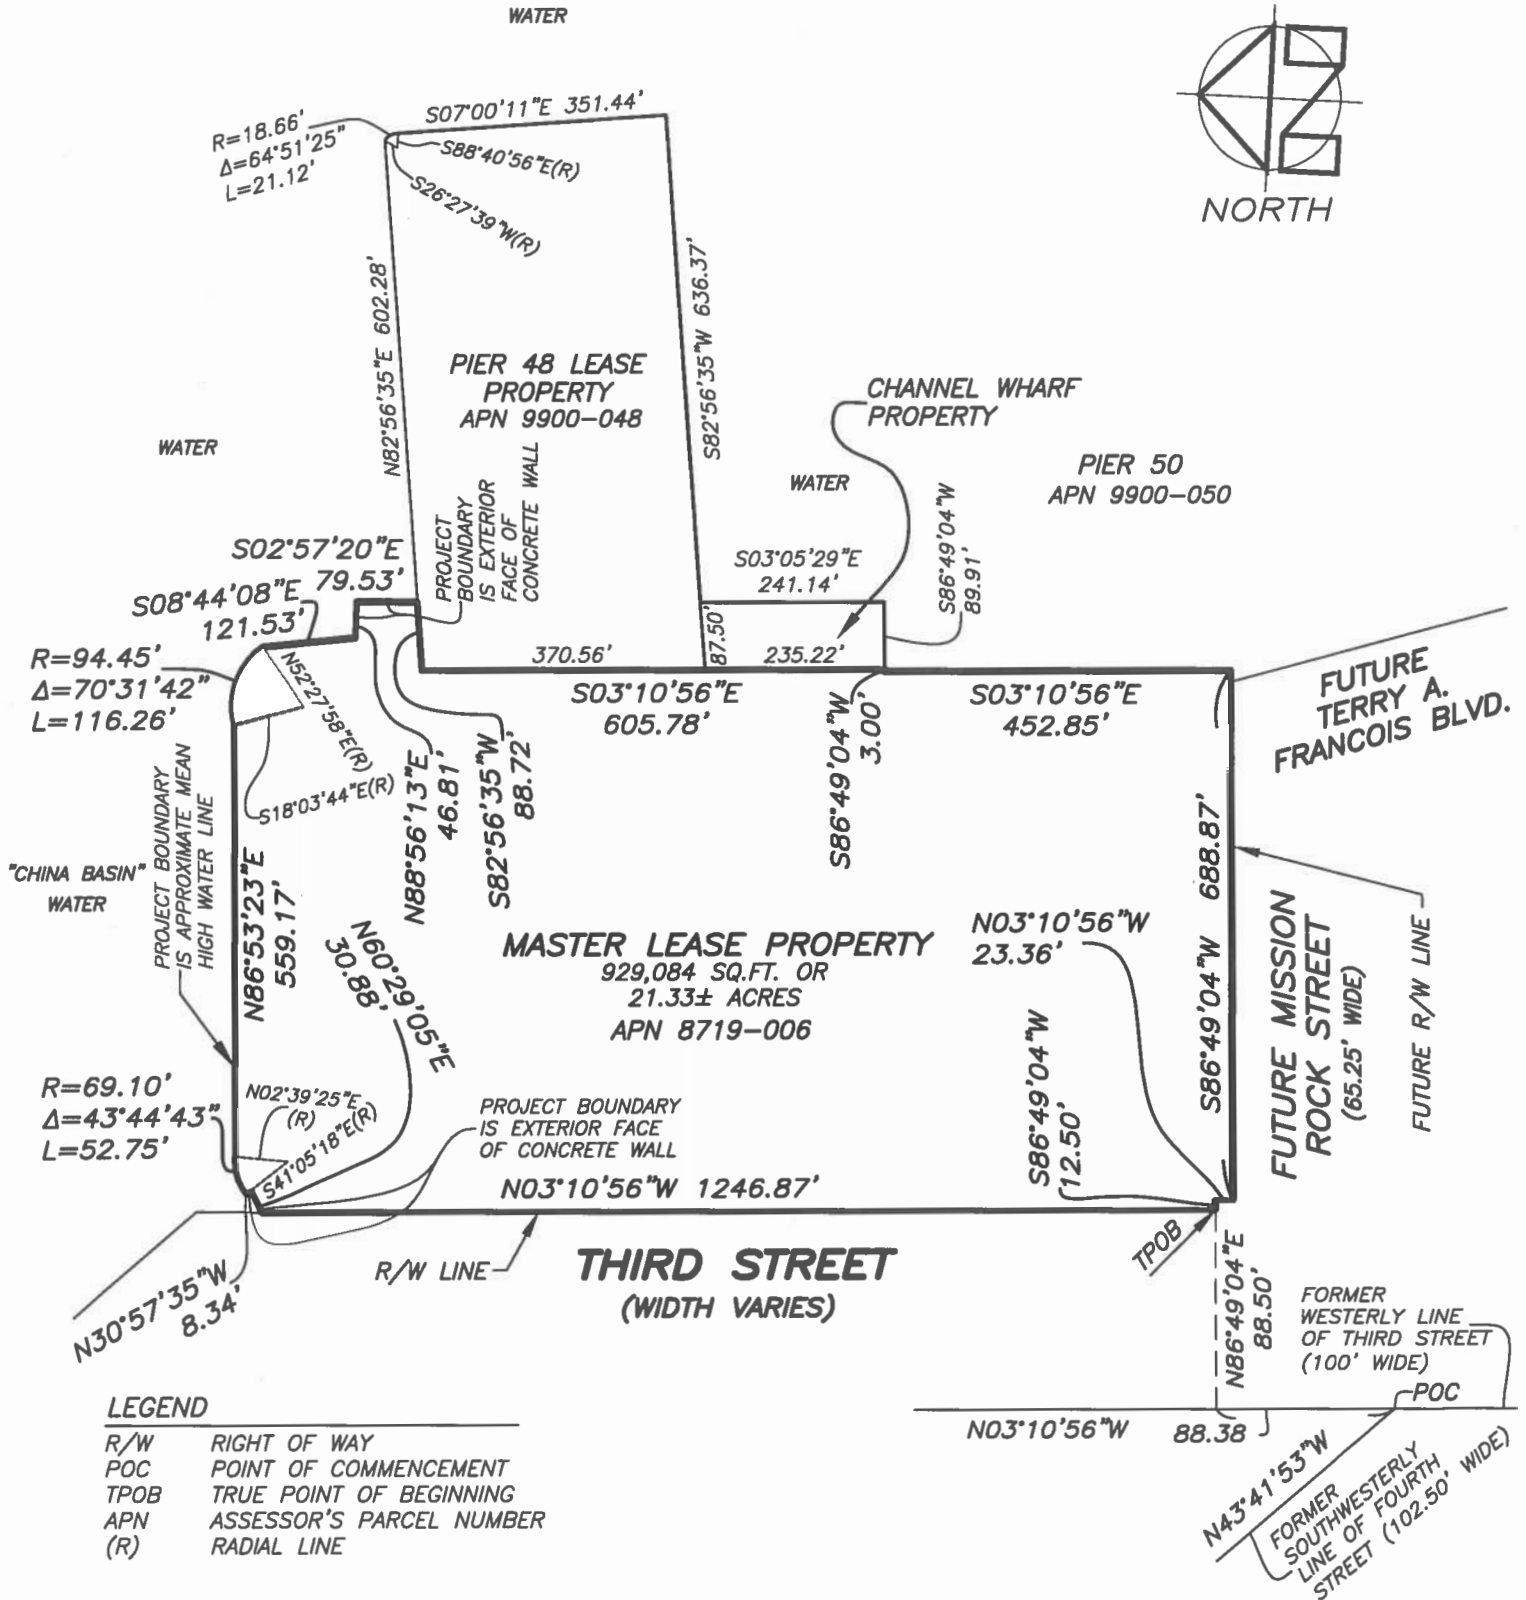 WATER
NORTH
R=18.66'
Δ=64°51'25"
L=21.12'
S07°00'11"E 351.44'
S88°40'56"E(R)
S26°27'39"W(R)
N82°56'35"E 602.28'
S82°56'35"W 636.37'
PIER 48 LEASE
PROPERTY
APN 9900-048
CHANNEL WHARF
PROPERTY
WATER
WATER
PIER 50
APN 9900-050
PROJECT
BOUNDARY
IS EXTERIOR
FACE OF
CONCRETE WALL
S86°49'04"W
89.91'
S03°05'29"E
241.14'
87.50'
S02°57'20"E
79.53'
S08°44'08"E
121.53'
R=94.45'
Δ=70°31'42"
L=116.26'
N52°27'58"E(R)
S18°03'44"E(R)
370.56'
235.22'
S03°10'56"E
605.78'
S03°10'56"E
452.85'
FUTURE
TERRY A.
FRANCOIS BLVD.
N88°56'13"E
46.81'
S82°56'35"W
88.72'
S86°49'04"W
3.00'
S86°49'04"W 688.87'
PROJECT BOUNDARY
IS APPROXIMATE MEAN
HIGH WATER LINE
"CHINA BASIN"
WATER
N86°53'23"E
559.17'
N60°29'05"E
30.88'
MASTER LEASE PROPERTY
929,084 SQ.FT. OR
21.33± ACRES
APN 8719-006
N03°10'56"W
23.36'
S86°49'04"W
12.50'
FUTURE MISSION
ROCK STREET
(65.25' WIDE)
FUTURE R/W LINE
R=69.10'
Δ=43°44'43"
L=52.75'
N02°39'25"E
(R)
S41°05'18"E(R)
PROJECT BOUNDARY
IS EXTERIOR FACE
OF CONCRETE WALL
N03°10'56"W 1246.87'
N30°57'35"W
8.34'
R/W LINE
THIRD STREET
(WIDTH VARIES)
TPOB
N86°49'04"E
88.50'
FORMER
WESTERLY LINE
OF THIRD STREET
(100' WIDE)
POC
N03°10'56"W
88.38
N43°41'53"W
FORMER
SOUTHWESTERLY
LINE OF FOURTH
STREET (102.50' WIDE)
LEGEND
R/W RIGHT OF WAY
POC POINT OF COMMENCEMENT
TPOB TRUE POINT OF BEGINNING
APN ASSESSOR'S PARCEL NUMBER
(R) RADIAL LINE